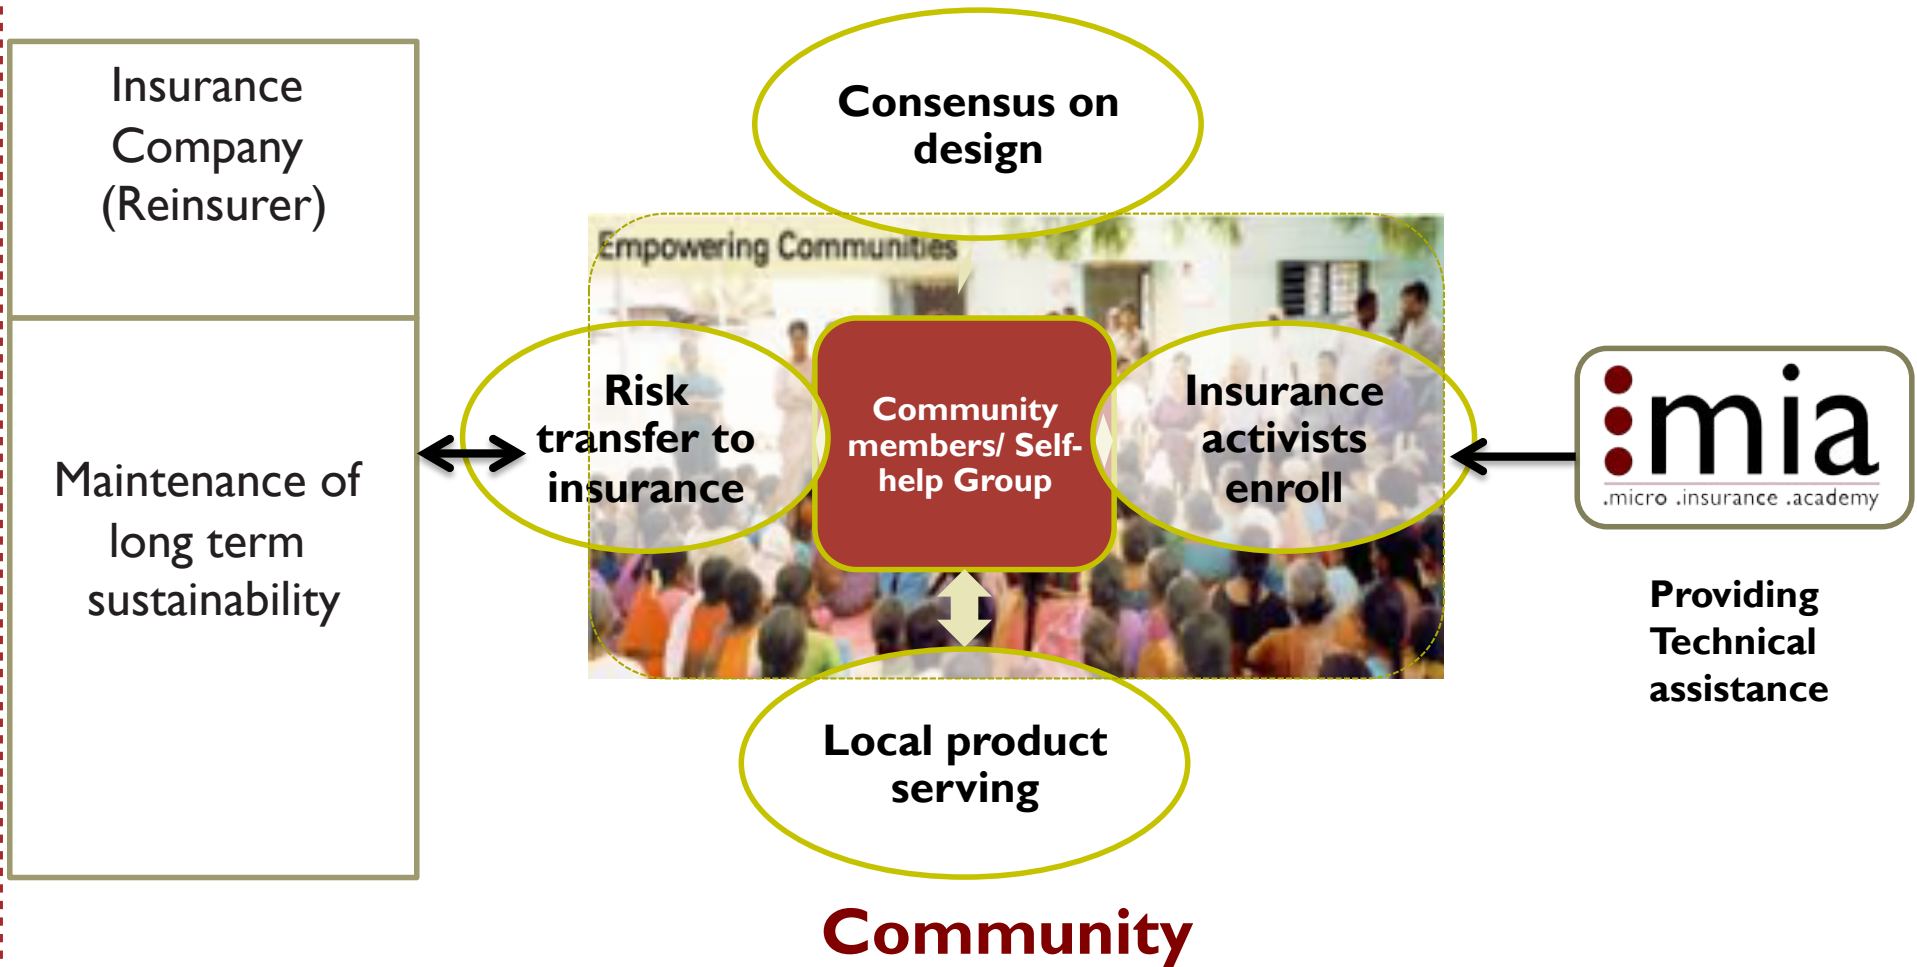 Insurance
Company
(Reinsurer)
Maintenance of
long term
sustainability
Consensus on
design
Empowering Communities
Risk
transfer to
insurance
Community
members/ Self-
help Group
Insurance
activists
enroll
Local product
serving
Community
mia
.micro .insurance .academy
Providing
Technical
assistance